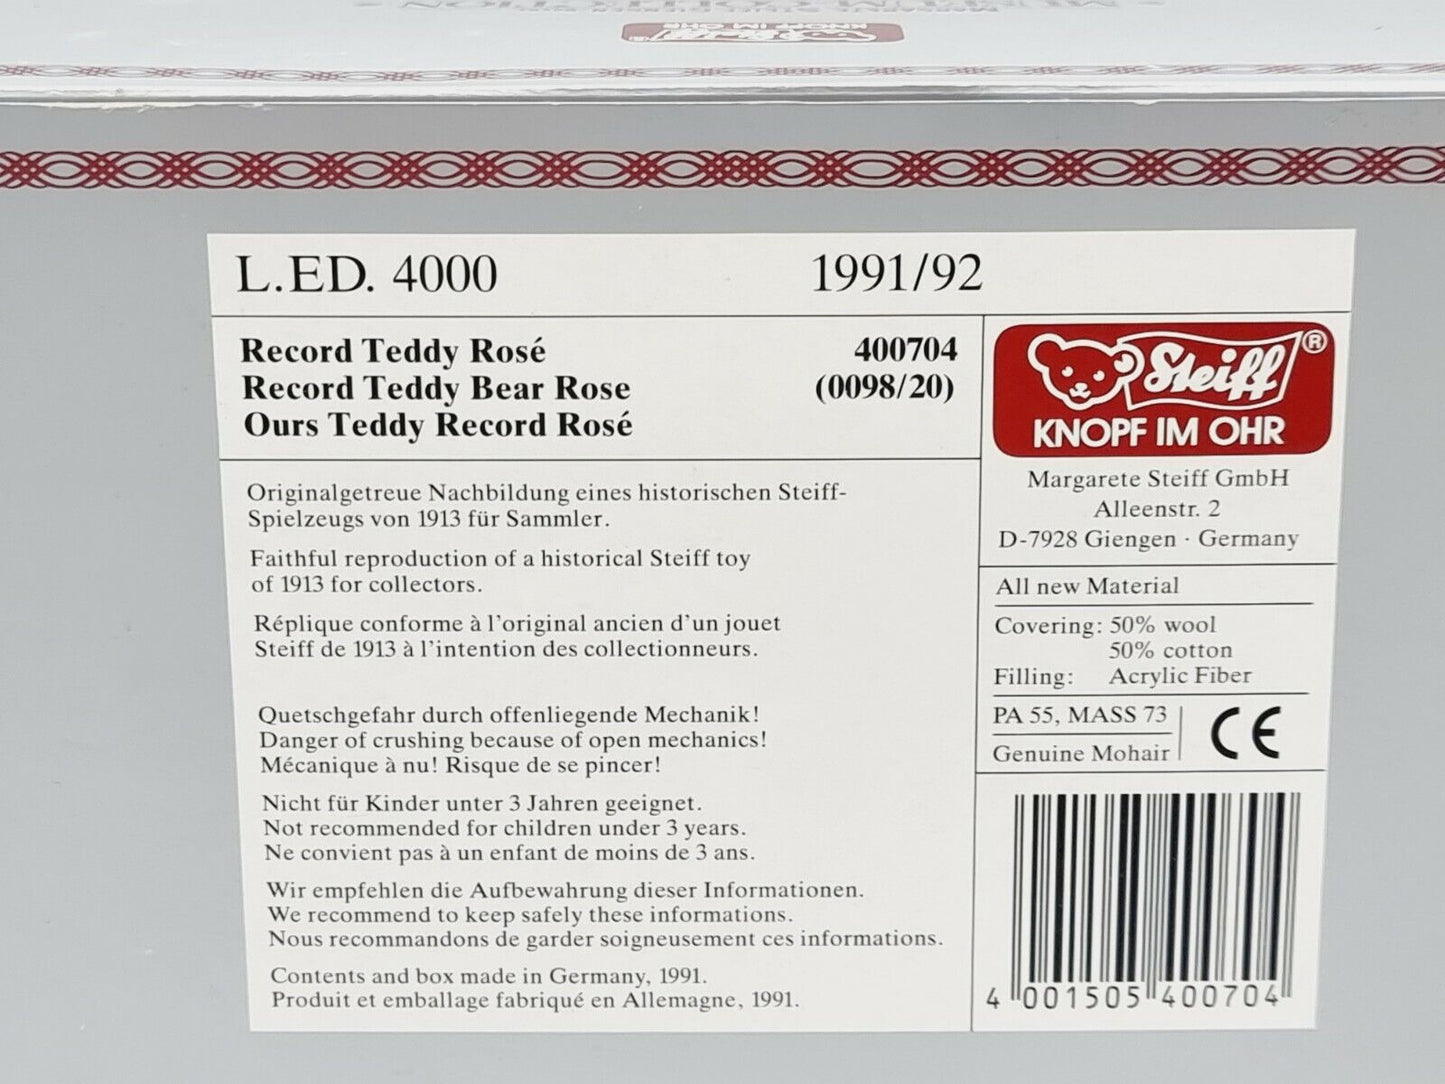 MUSEUM COLLECTION
Steiff
KNOPF IM OHR
L.ED. 4000 1991/92
Record Teddy Rosé 400704
Record Teddy Bear Rose (0098/20)
Ours Teddy Record Rosé
Steiff®
KNOPF IM OHR
Margarete Steiff GmbH
Alleenstr. 2
D-7928 Giengen · Germany
Originalgetreue Nachbildung eines historischen Steiff-
Spielzeugs von 1913 für Sammler.
Faithful reproduction of a historical Steiff toy
of 1913 for collectors.
Réplique conforme à l'original ancien d'un jouet
Steiff de 1913 à l'intention des collectionneurs.
Quetschgefahr durch offenliegende Mechanik!
Danger of crushing because of open mechanics!
Mécanique à nu! Risque de se pincer!
Nicht für Kinder unter 3 Jahren geeignet.
Not recommended for children under 3 years.
Ne convient pas à un enfant de moins de 3 ans.
Wir empfehlen die Aufbewahrung dieser Informationen.
We recommend to keep safely these informations.
Nous recommandons de garder soigneusement ces informations.
Contents and box made in Germany, 1991.
Produit et emballage fabriqué en Allemagne, 1991.
All new Material
Covering: 50% wool
50% cotton
Filling: Acrylic Fiber
PA 55, MASS 73
Genuine Mohair
CE
4 001505 400704